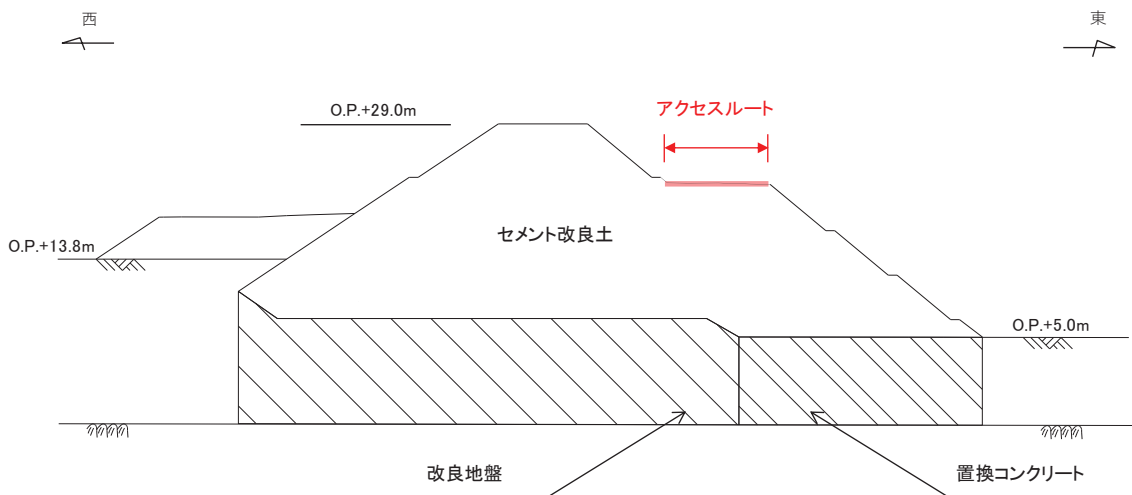 西
東
O.P.+29.0m
アクセスルート
セメント改良土
O.P.+13.8m
O.P.+5.0m
改良地盤
置換コンクリート